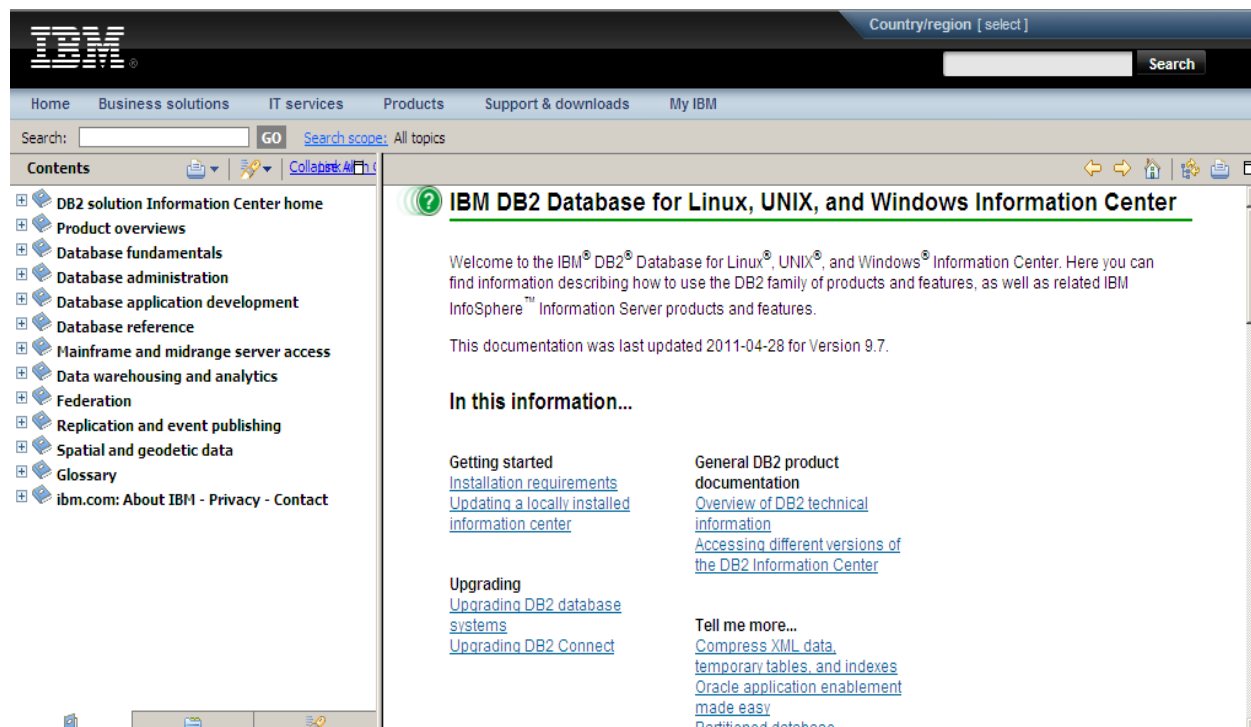 Country/region [ select ]
IBM®
Search
Home Business solutions IT services Products Support & downloads My IBM
Search: GO Search scope: All topics
Contents
IBM DB2 Database for Linux, UNIX, and Windows Information Center
DB2 solution Information Center home
Product overviews
Database fundamentals
Database administration
Database application development
Database reference
Mainframe and midrange server access
Data warehousing and analytics
Federation
Replication and event publishing
Spatial and geodetic data
Glossary
ibm.com: About IBM - Privacy - Contact
Welcome to the IBM® DB2® Database for Linux®, UNIX®, and Windows® Information Center. Here you can
find information describing how to use the DB2 family of products and features, as well as related IBM
InfoSphere™ Information Server products and features.
This documentation was last updated 2011-04-28 for Version 9.7.
In this information...
Getting started
Installation requirements
Updating a locally installed
information center
Upgrading
Upgrading DB2 database
systems
Upgrading DB2 Connect
General DB2 product
documentation
Overview of DB2 technical
information
Accessing different versions of
the DB2 Information Center
Tell me more...
Compress XML data,
temporary tables, and indexes
Oracle application enablement
made easy
Partitioned database